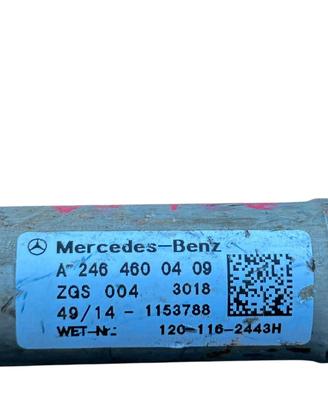 Mercedes-Benz
A 246 460 04 09
ZGS 004 3018
49/14 - 1153788
WET-Nr.: 120-116-2443H